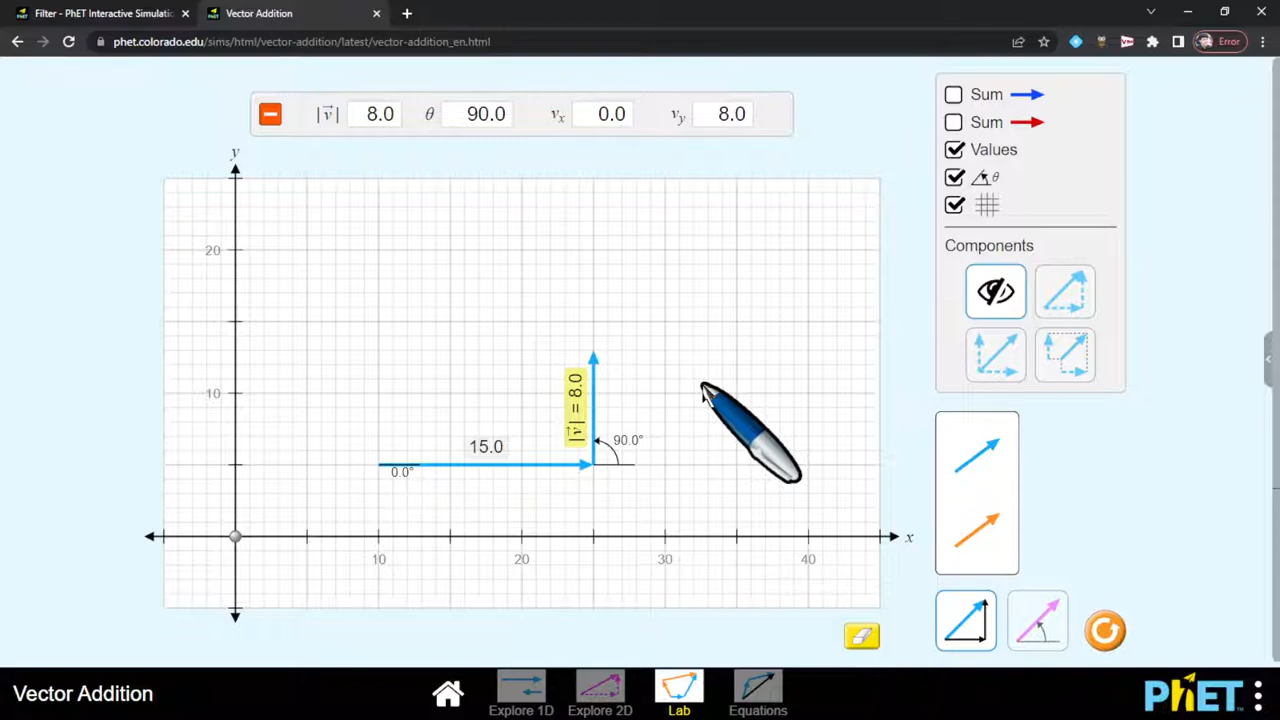 Filter - PhET Interactive Simulatio
Vector Addition
phet.colorado.edu/sims/html/vector-addition/latest/vector-addition_en.html
Error
|v⃗| 8.0 θ 90.0 vx 0.0 vy 8.0
Sum
Sum
Values
θ
Components
y
20
10
|v⃗| = 8.0
90.0°
15.0
0.0°
x
10 20 30 40
Vector Addition
Explore 1D
Explore 2D
Lab
Equations
PhET